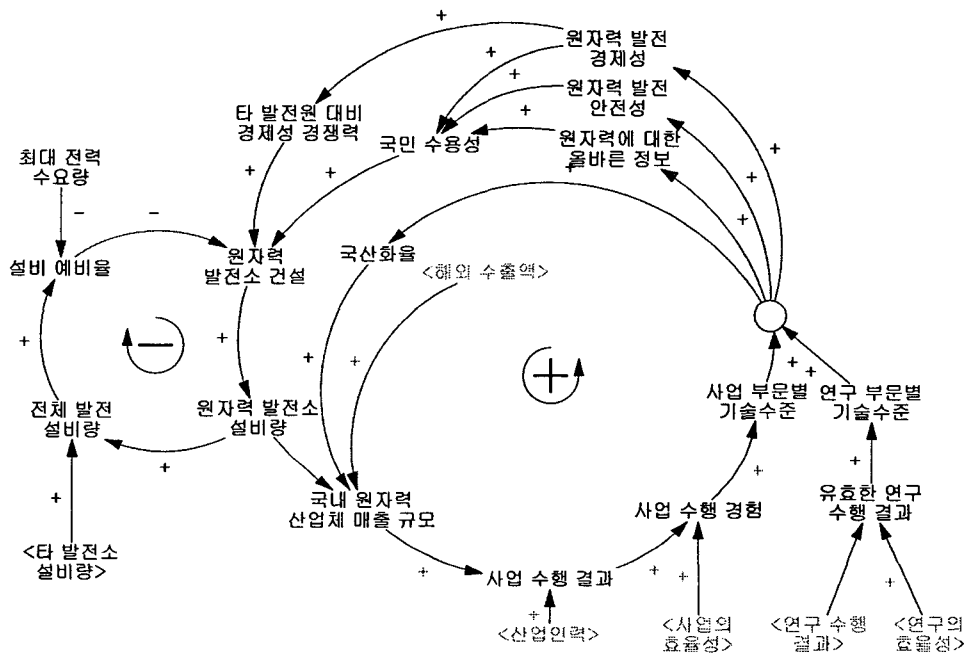 원자력 발전
경제성
원자력 발전
안전성
원자력에 대한
올바른 정보
타 발전원 대비
경제성 경쟁력
국민 수용성
최대 전력
수요량
설비 예비율
원자력
발전소 건설
국산화율
<해외 수출액>
전체 발전
설비량
원자력 발전소
설비량
사업 부문별
기술수준
연구 부문별
기술수준
국내 원자력
산업체 매출 규모
사업 수행 경험
유효한 연구
수행 결과
<타 발전소
설비량>
사업 수행 결과
<산업인력>
<사업의
효율성>
<연구 수행
결과>
<연구의
효율성>